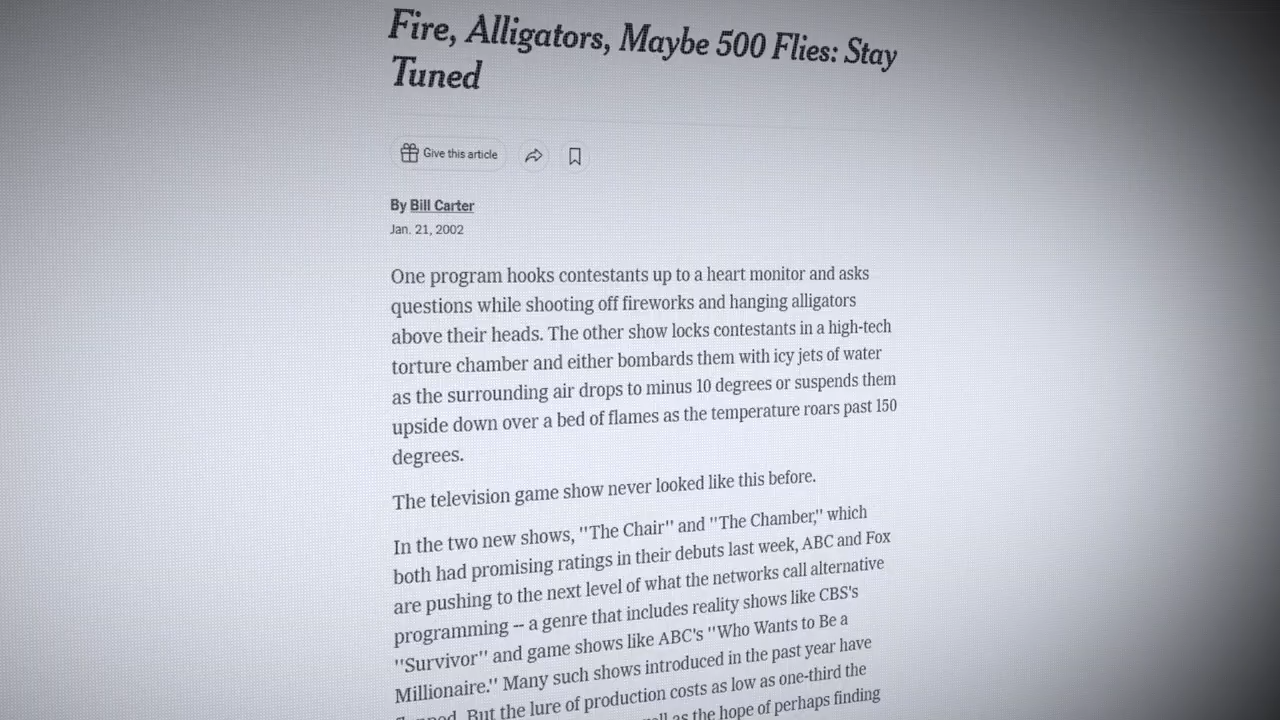 Fire, Alligators, Maybe 500 Flies: Stay
Tuned
Give this article
By Bill Carter
Jan. 21, 2002
One program hooks contestants up to a heart monitor and asks
questions while shooting off fireworks and hanging alligators
above their heads. The other show locks contestants in a high-tech
torture chamber and either bombards them with icy jets of water
as the surrounding air drops to minus 10 degrees or suspends them
upside down over a bed of flames as the temperature roars past 150
degrees.
The television game show never looked like this before.
In the two new shows, ''The Chair'' and ''The Chamber,'' which
both had promising ratings in their debuts last week, ABC and Fox
are pushing to the next level of what the networks call alternative
programming -- a genre that includes reality shows like CBS's
''Survivor'' and game shows like ABC's ''Who Wants to Be a
Millionaire.'' Many such shows introduced in the past year have
But the lure of production costs as low as one-third the
as the hope of perhaps finding